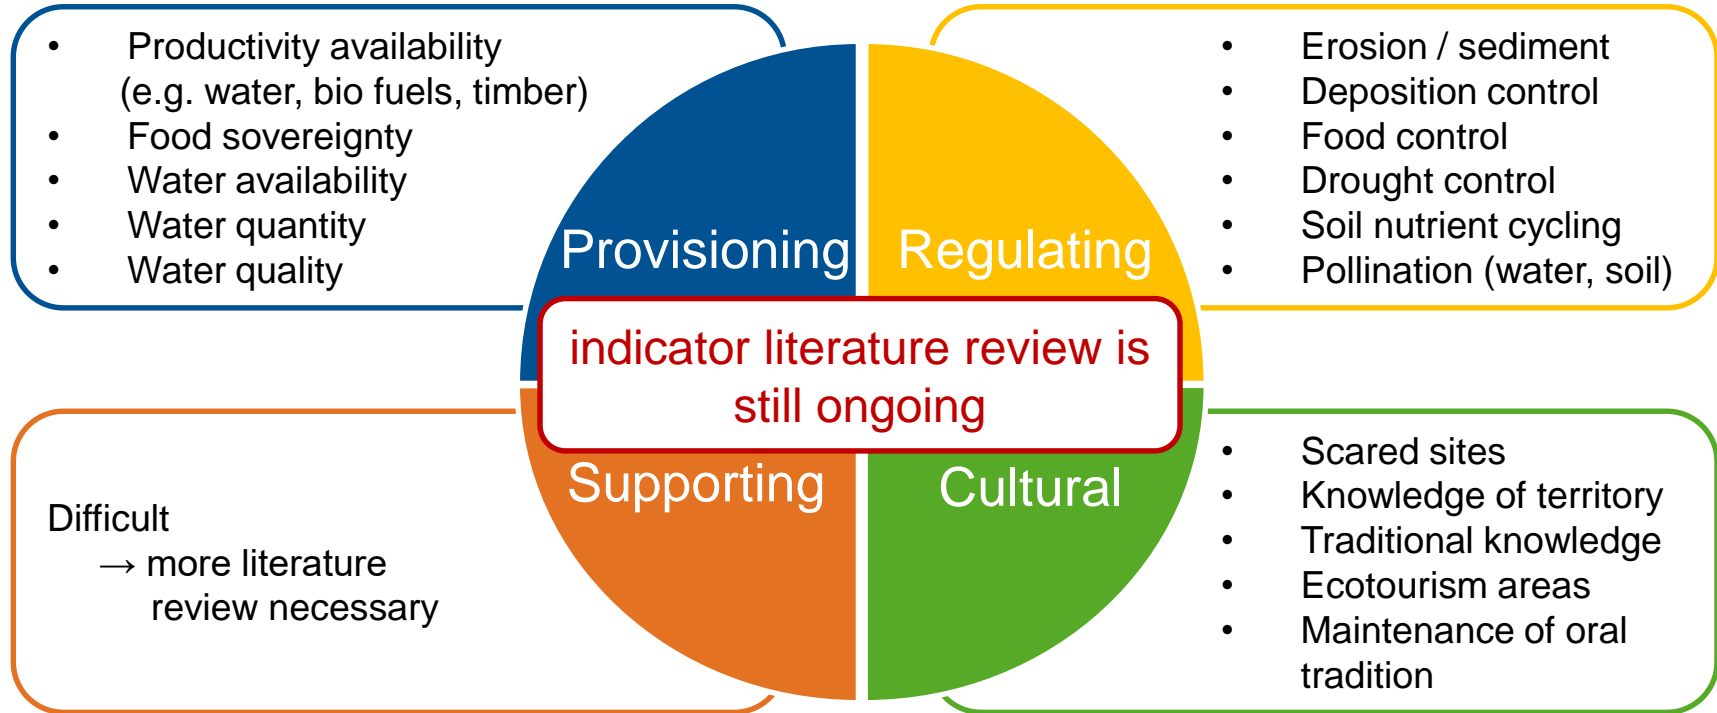 • Productivity availability
(e.g. water, bio fuels, timber)
• Food sovereignty
• Water availability
• Water quantity
• Water quality
• Erosion / sediment
• Deposition control
• Food control
• Drought control
• Soil nutrient cycling
• Pollination (water, soil)
Provisioning
Regulating
indicator literature review is
still ongoing
Supporting
Cultural
Difficult
→ more literature
review necessary
• Scared sites
• Knowledge of territory
• Traditional knowledge
• Ecotourism areas
• Maintenance of oral
tradition